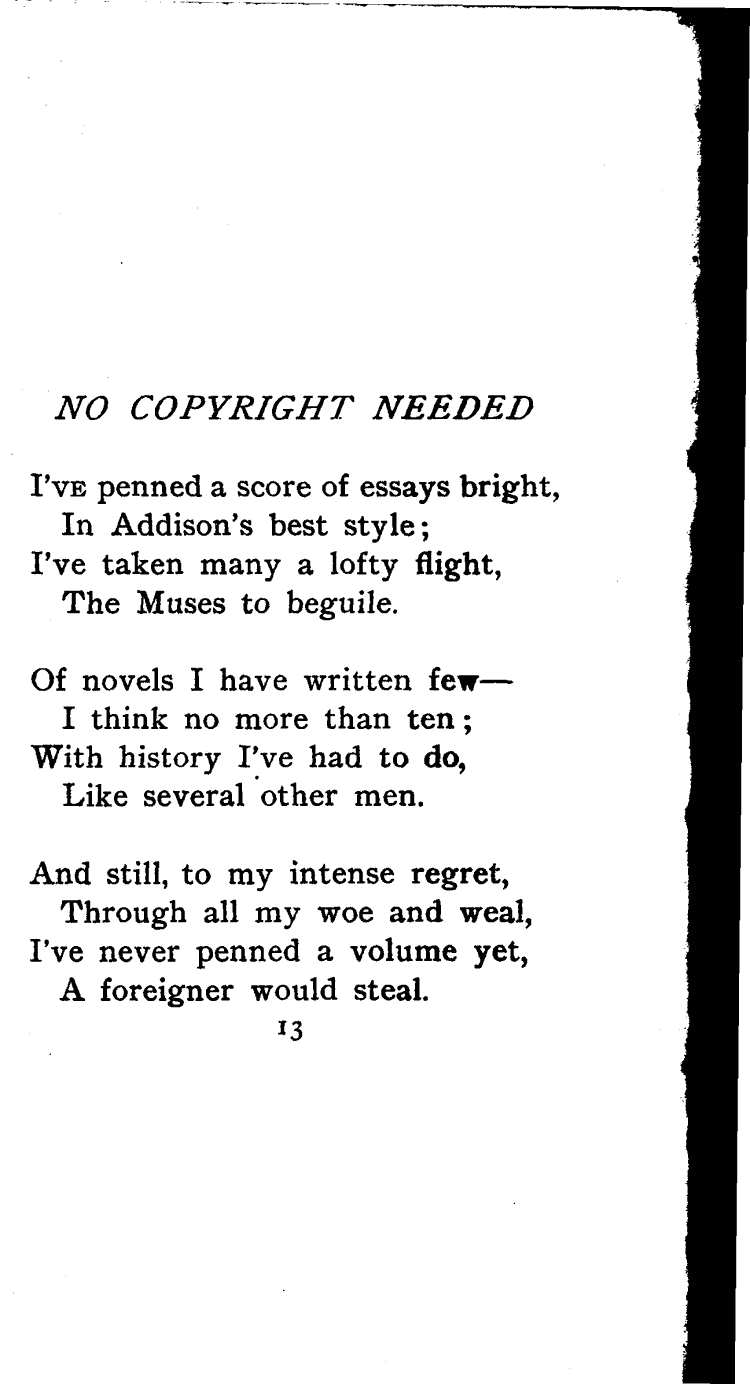 NO COPYRIGHT NEEDED
I'VE penned a score of essays bright,
In Addison's best style;
I've taken many a lofty flight,
The Muses to beguile.
Of novels I have written few—
I think no more than ten;
With history I've had to do,
Like several other men.
And still, to my intense regret,
Through all my woe and weal,
I've never penned a volume yet,
A foreigner would steal.
13